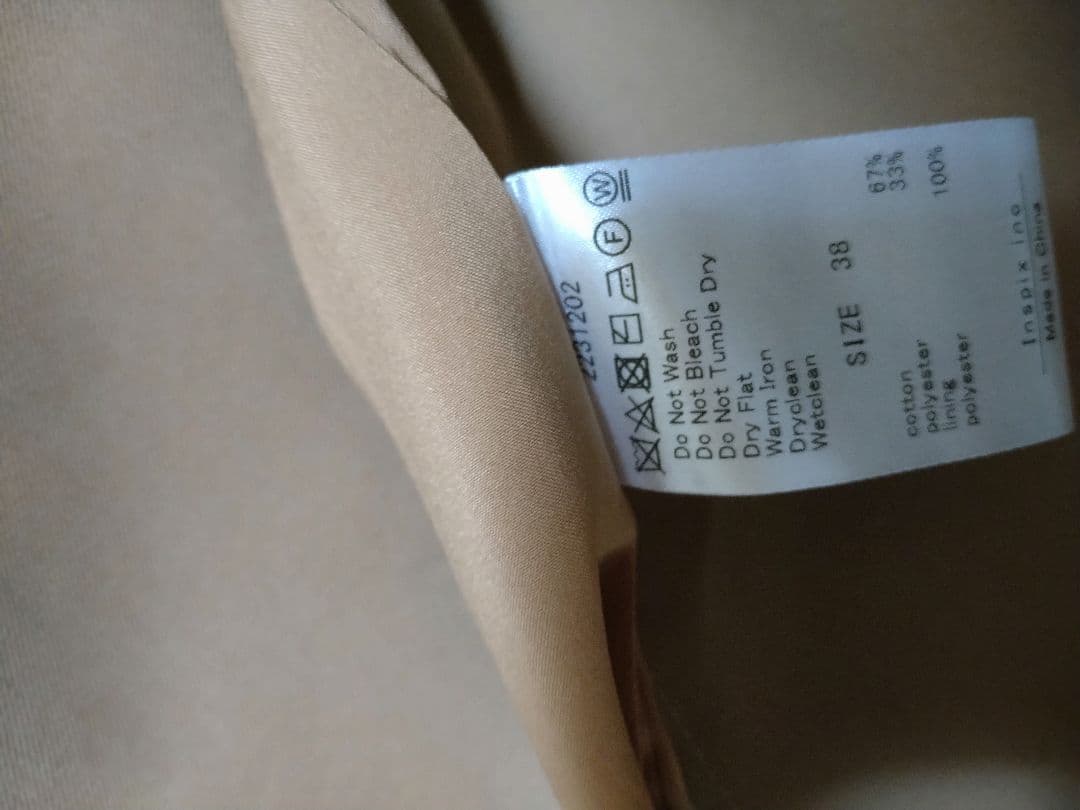 2231202
F W
Do Not Wash
Do Not Bleach
Do Not Tumble Dry
Dry Flat
Warm Iron
Dryclean
Wetclean
SIZE 38
cotton 67%
polyester 33%
lining
polyester 100%
Inspix inc
Made in China